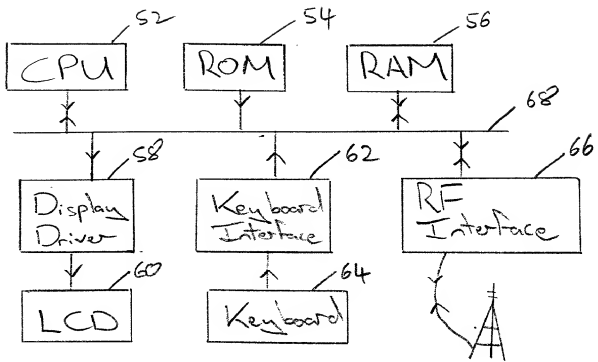 52
54
56
CPU
ROM
RAM
68
58
62
66
Display
Driver
Keyboard
Interface
RF
Interface
60
64
LCD
Keyboard